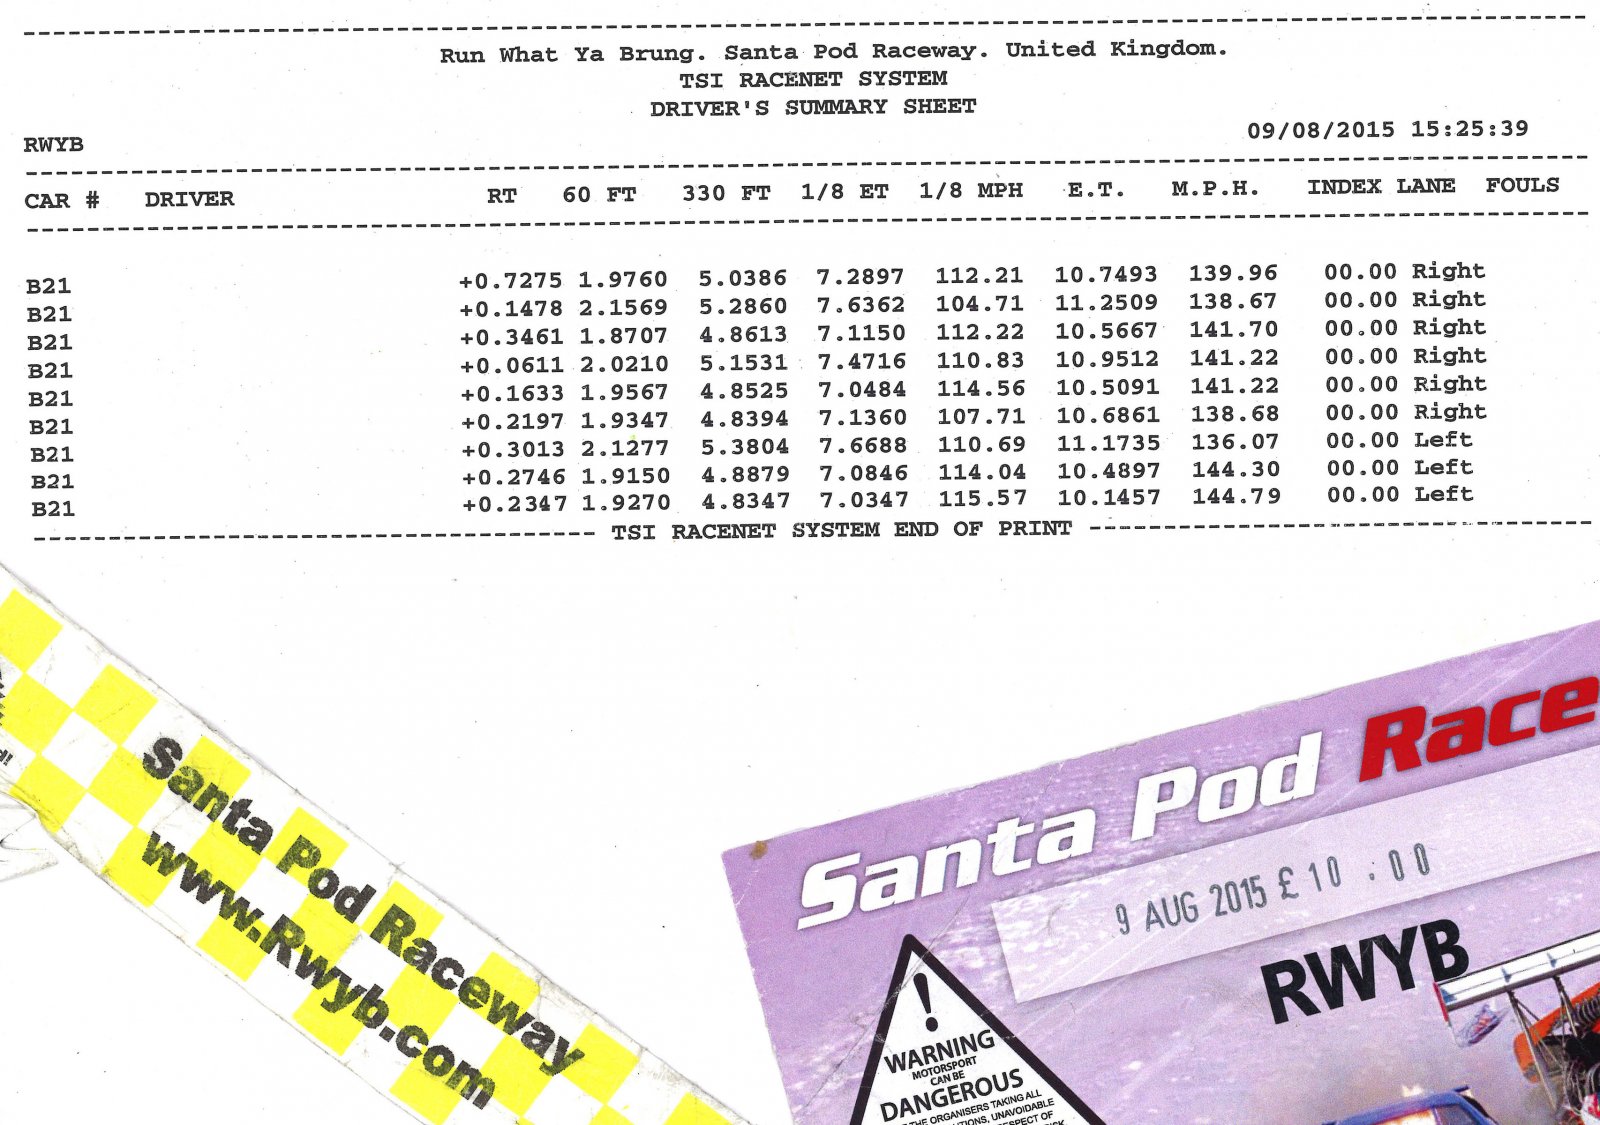 Run What Ya Brung. Santa Pod Raceway. United Kingdom.
TSI RACENET SYSTEM
DRIVER'S SUMMARY SHEET
09/08/2015 15:25:39
RWYB
CAR # DRIVER RT 60 FT 330 FT 1/8 ET 1/8 MPH E.T. M.P.H. INDEX LANE FOULS
B21 +0.7275 1.9760 5.0386 7.2897 112.21 10.7493 139.96 00.00 Right
B21 +0.1478 2.1569 5.2860 7.6362 104.71 11.2509 138.67 00.00 Right
B21 +0.3461 1.8707 4.8613 7.1150 112.22 10.5667 141.70 00.00 Right
B21 +0.0611 2.0210 5.1531 7.4716 110.83 10.9512 141.22 00.00 Right
B21 +0.1633 1.9567 4.8525 7.0484 114.56 10.5091 141.22 00.00 Right
B21 +0.2197 1.9347 4.8394 7.1360 107.71 10.6861 138.68 00.00 Right
B21 +0.3013 2.1277 5.3804 7.6688 110.69 11.1735 136.07 00.00 Left
B21 +0.2746 1.9150 4.8879 7.0846 114.04 10.4897 144.30 00.00 Left
B21 +0.2347 1.9270 4.8347 7.0347 115.57 10.1457 144.79 00.00 Left
TSI RACENET SYSTEM END OF PRINT
Santa Pod Raceway
www.Rwyb.com
Santa Pod Race
9 AUG 2015 £ 10 .00
RWYB
WARNING
MOTORSPORT
CAN BE
DANGEROUS
THE ORGANISERS TAKING ALL
UNAVOIDABLE